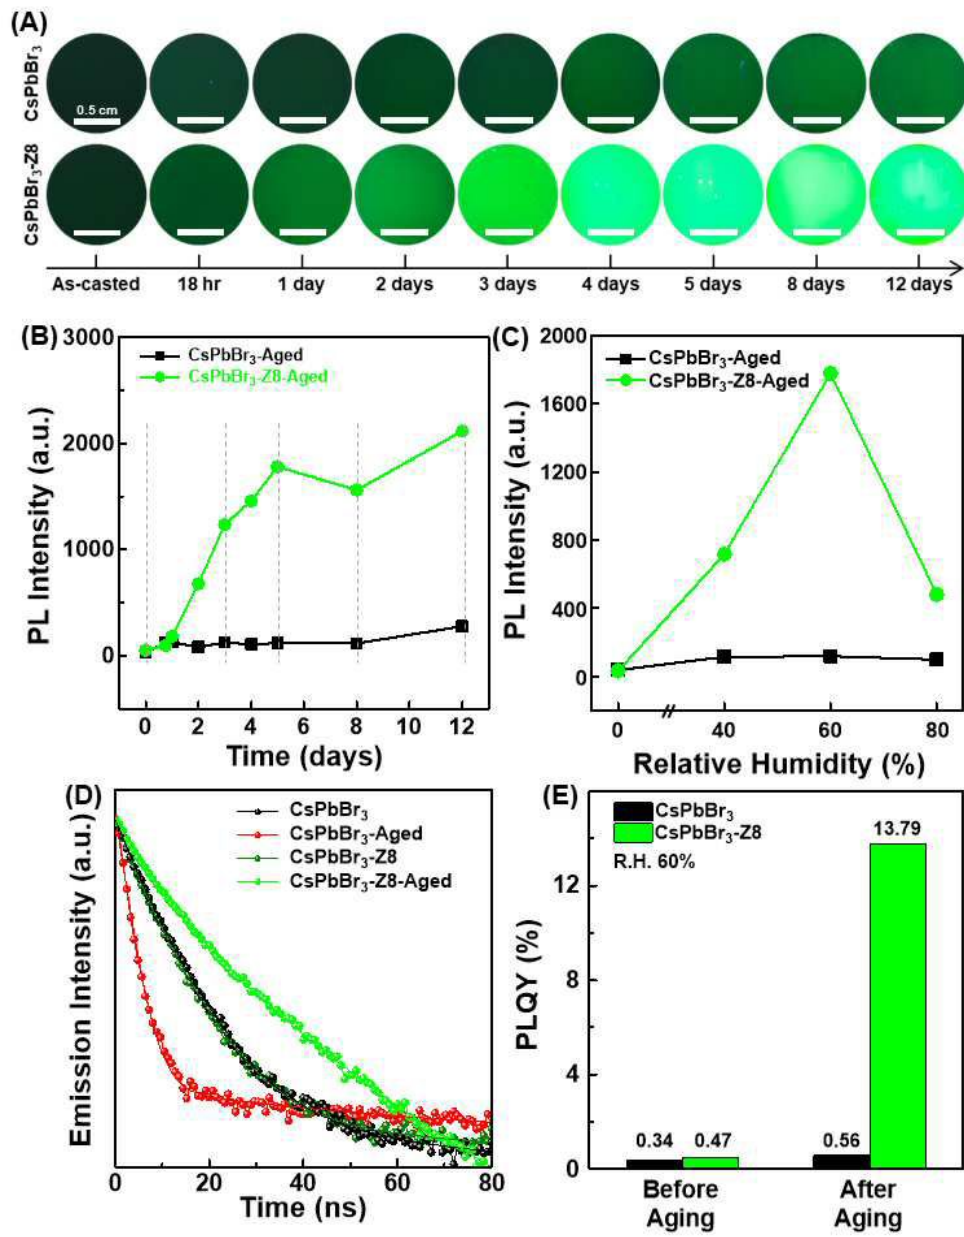 (A)
CsPbBr₃
0.5 cm
CsPbBr₃-Z8
As-casted 18 hr 1 day 2 days 3 days 4 days 5 days 8 days 12 days
(B)
CsPbBr₃-Aged
CsPbBr₃-Z8-Aged
PL Intensity (a.u.)
3000
2000
1000
0
0 2 4 6 8 10 12
Time (days)
(C)
CsPbBr₃-Aged
CsPbBr₃-Z8-Aged
PL Intensity (a.u.)
2000
1600
1200
800
400
0
0 40 60 80
Relative Humidity (%)
(D)
CsPbBr₃
CsPbBr₃-Aged
CsPbBr₃-Z8
CsPbBr₃-Z8-Aged
Emission Intensity (a.u.)
0 20 40 60 80
Time (ns)
(E)
CsPbBr₃
CsPbBr₃-Z8
R.H. 60%
PLQY (%)
12
8
4
0
0.34 0.47 0.56 13.79
Before After
Aging Aging